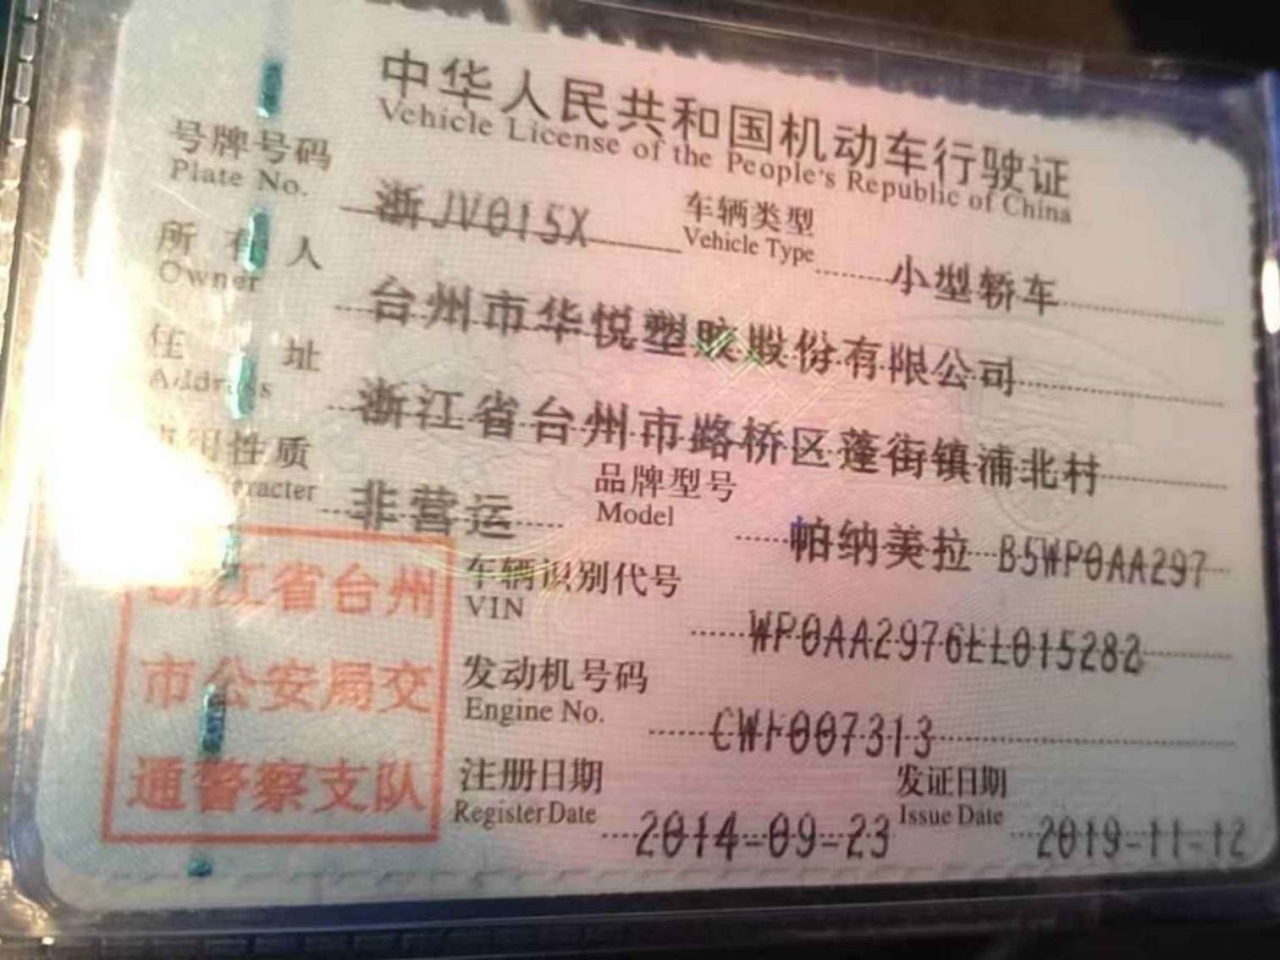 中华人民共和国机动车行驶证
Vehicle License of the People's Republic of China
号牌号码 浙JV015X 车辆类型 小型轿车
Plate No. Vehicle Type
所有人 台州市华悦塑胶股份有限公司
Owner
住址 浙江省台州市路桥区蓬街镇浦北村
Address
使用性质 非营运 品牌型号 帕纳美拉 B5WP0AA297
Character Model
车辆识别代号 WP0AA2976EL015282
VIN
发动机号码 CWF007313
Engine No.
注册日期 2014-09-23 发证日期 2019-11-12
Register Date Issue Date
浙江省台州
市公安局交
通警察支队